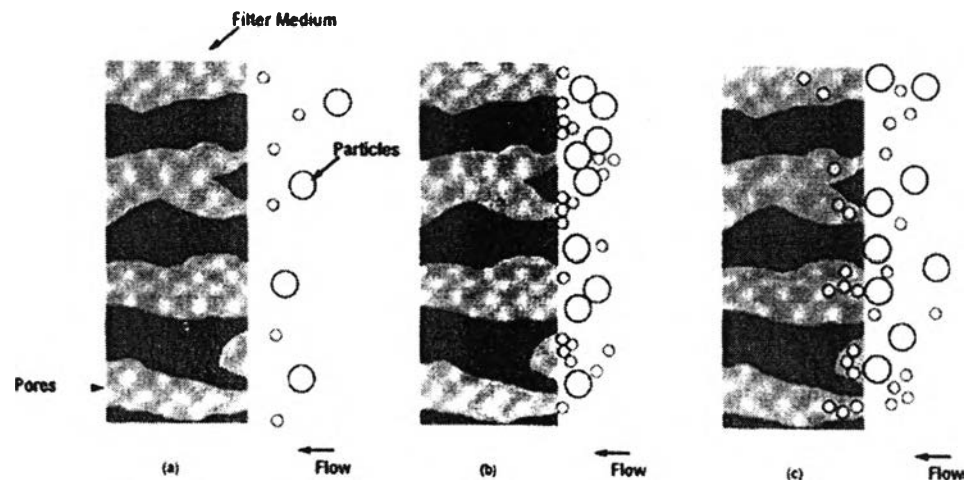 Filter Medium
Particles
Pores
(a)
Flow
(b)
Flow
(c)
Flow